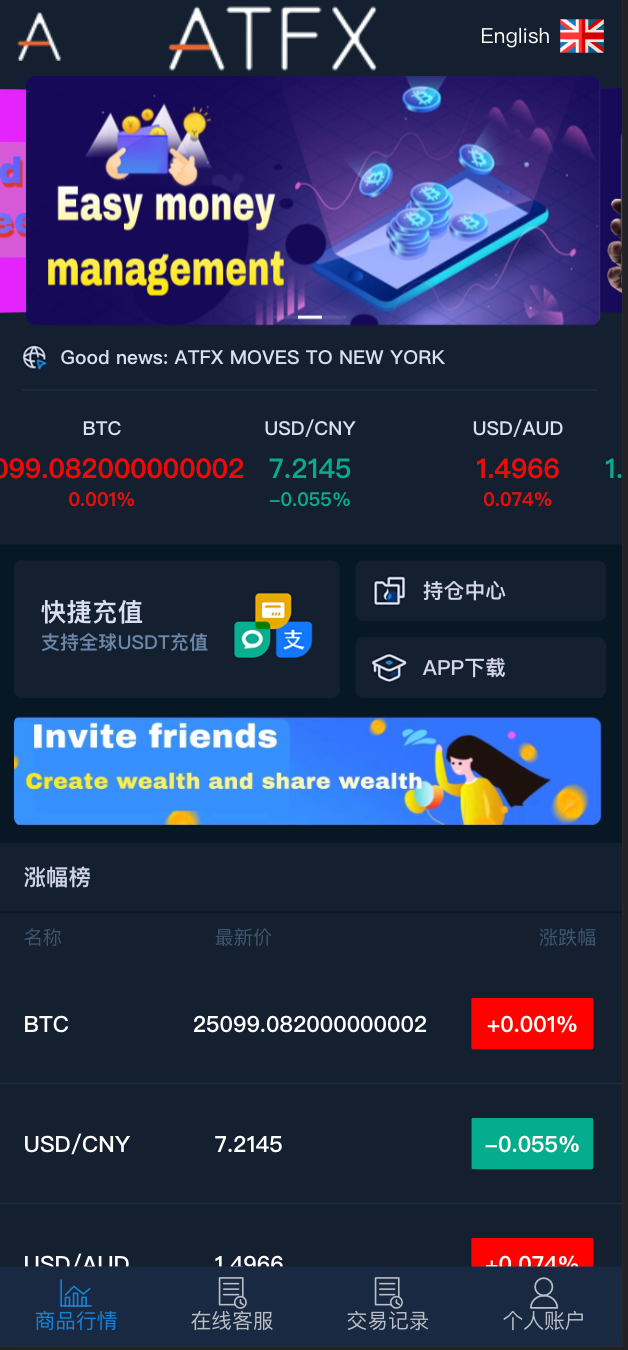 A
ATFX
English
Easy money
management
Good news: ATFX MOVES TO NEW YORK
BTC USD/CNY USD/AUD
099.082000000002 7.2145 1.4966 1.
0.001% -0.055% 0.074%
快捷充值
支持全球USDT充值
支
持仓中心
APP下载
Invite friends
Create wealth and share wealth
涨幅榜
名称 最新价 涨跌幅
BTC 25099.082000000002 +0.001%
USD/CNY 7.2145 -0.055%
USD/AUD 1.4966 +0.074%
商品行情 在线客服 交易记录 个人账户